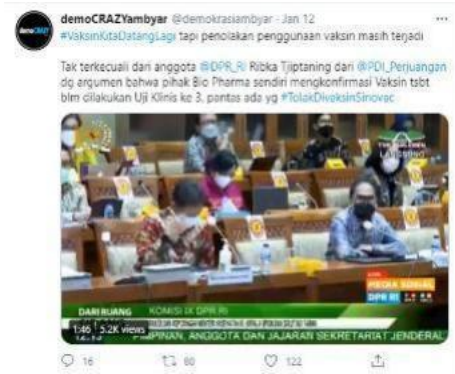 demoCRAZYambyar @demokrasiambyar · Jan 12
#VaksinKitaDatangLagi tapi penolakan penggunaan vaksin masih terjadi
Tak terkecuali dari anggota @DPR_RI Ribka Tjiptaning dari @PDI_Perjuangan
dg argumen bahwa pihak Bio Pharma sendiri mengkonfirmasi Vaksin tsbt
blm dilakukan Uji Klinis ke 3, pantas ada yg #TolakDivaksinSinovac
LANGSUNG
MEDIA SOSIAL
DPR RI
DARI RUANG KOMISI IX DPR RI
1:46 5.2K views
PIMPINAN, ANGGOTA DAN JAJARAN SEKRETARIAT JENDERAL
16 80 122